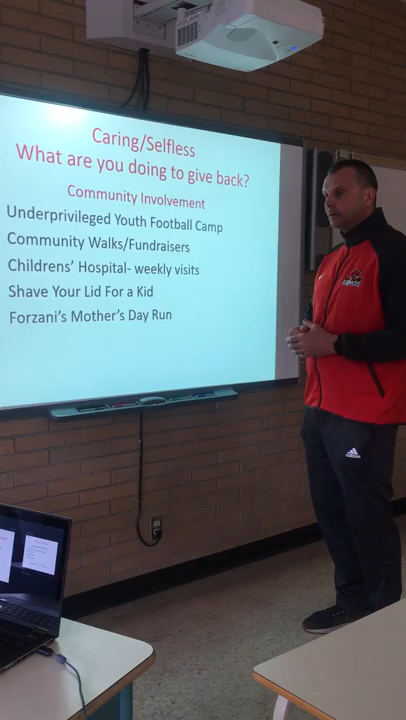 Caring/Selfless
What are you doing to give back?
Community Involvement
Underprivileged Youth Football Camp
Community Walks/Fundraisers
Childrens' Hospital- weekly visits
Shave Your Lid For a Kid
Forzani's Mother's Day Run
adidas